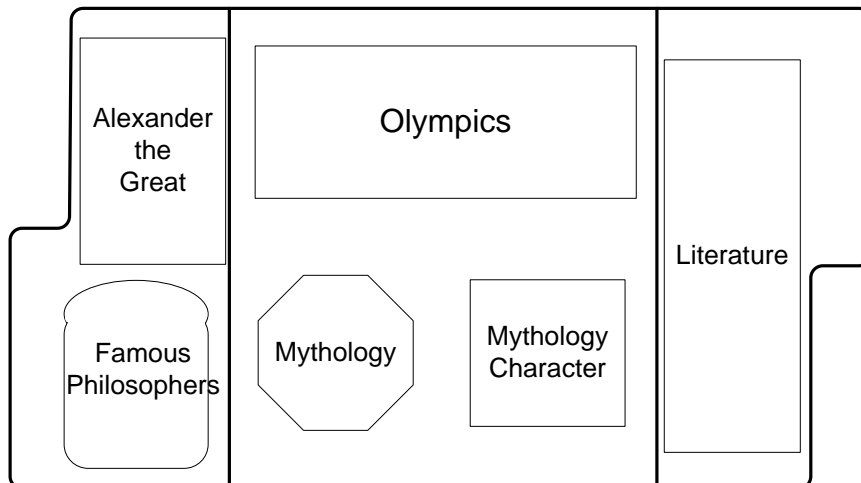 Alexander
the
Great
Olympics
Literature
Famous
Philosophers
Mythology
Mythology
Character